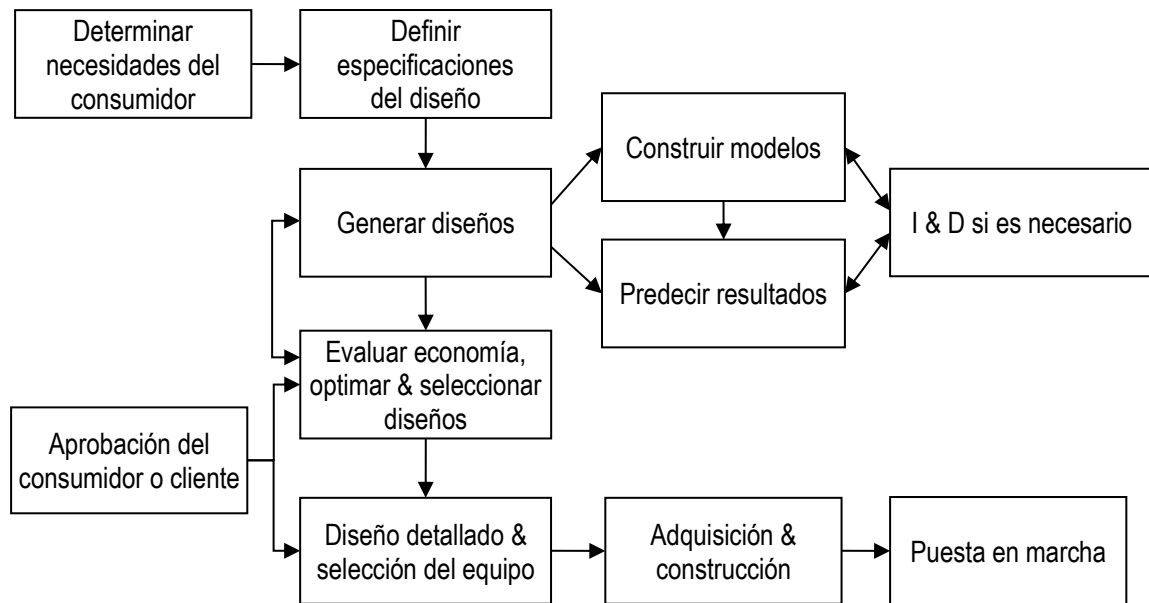 Determinar
necesidades del
consumidor
Definir
especificaciones
del diseño
Construir modelos
Generar diseños
I & D si es necesario
Predecir resultados
Evaluar economía,
optimar & seleccionar
diseños
Aprobación del
consumidor o cliente
Diseño detallado &
selección del equipo
Adquisición &
construcción
Puesta en marcha